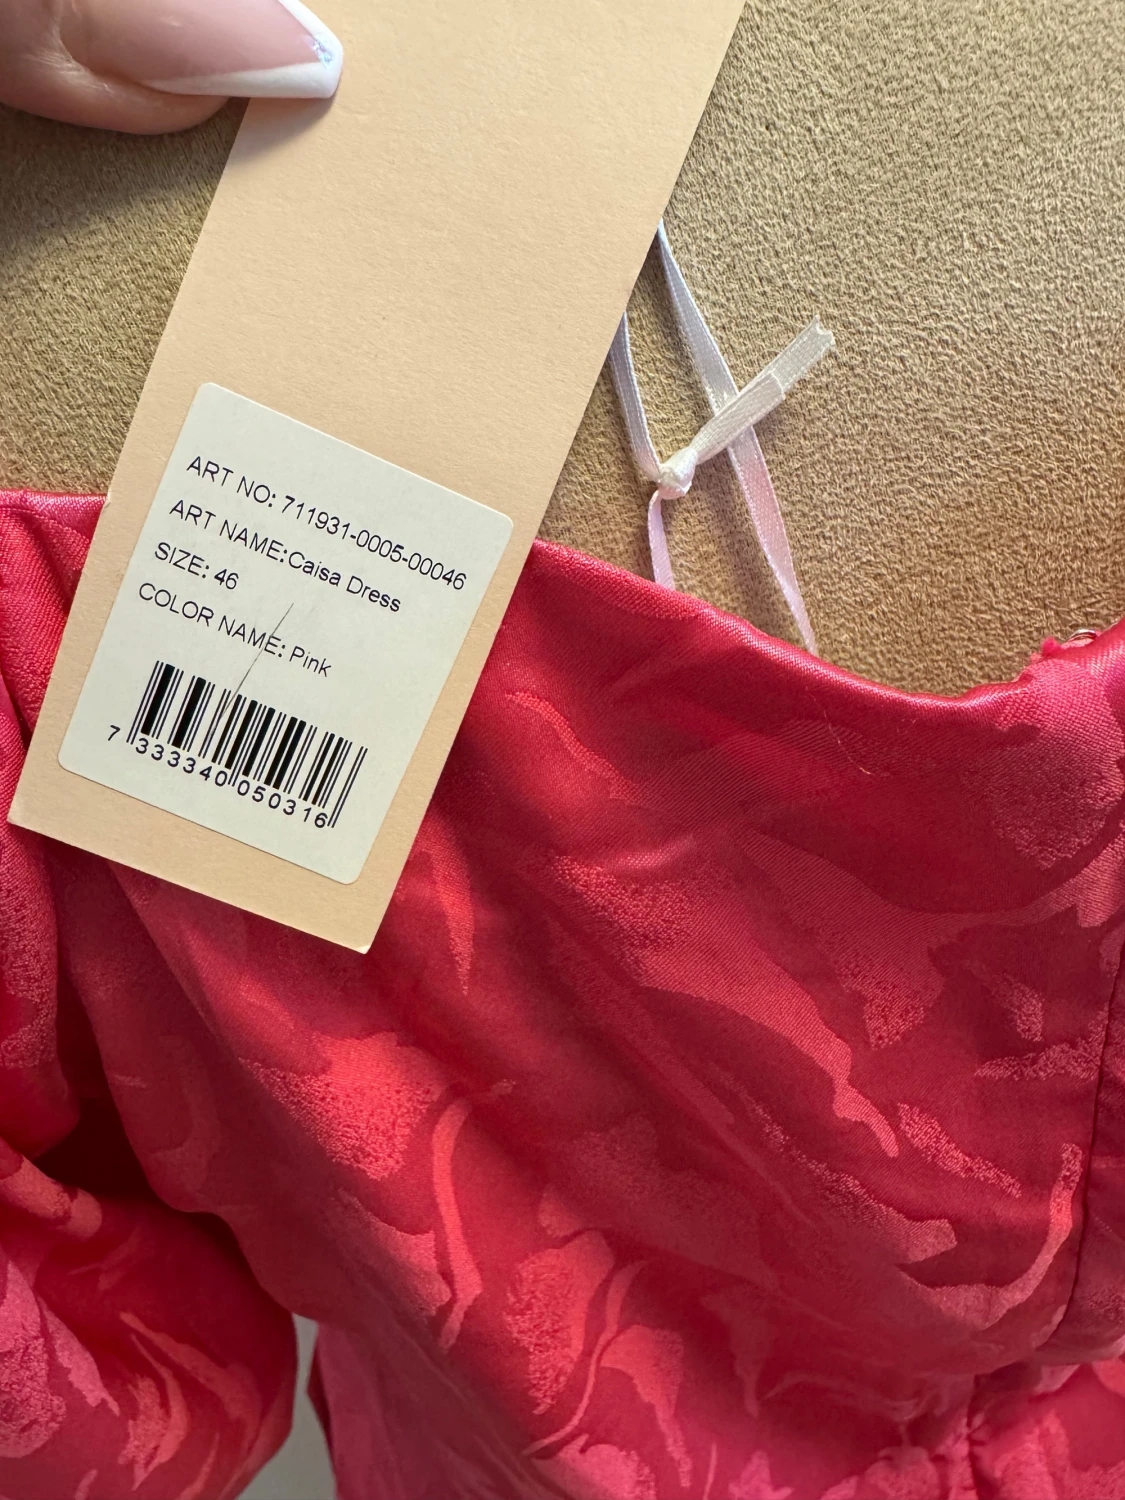 ART NO: 711931-0005-00046
ART NAME:Caisa Dress
SIZE: 46
COLOR NAME: Pink
7 333340 050316